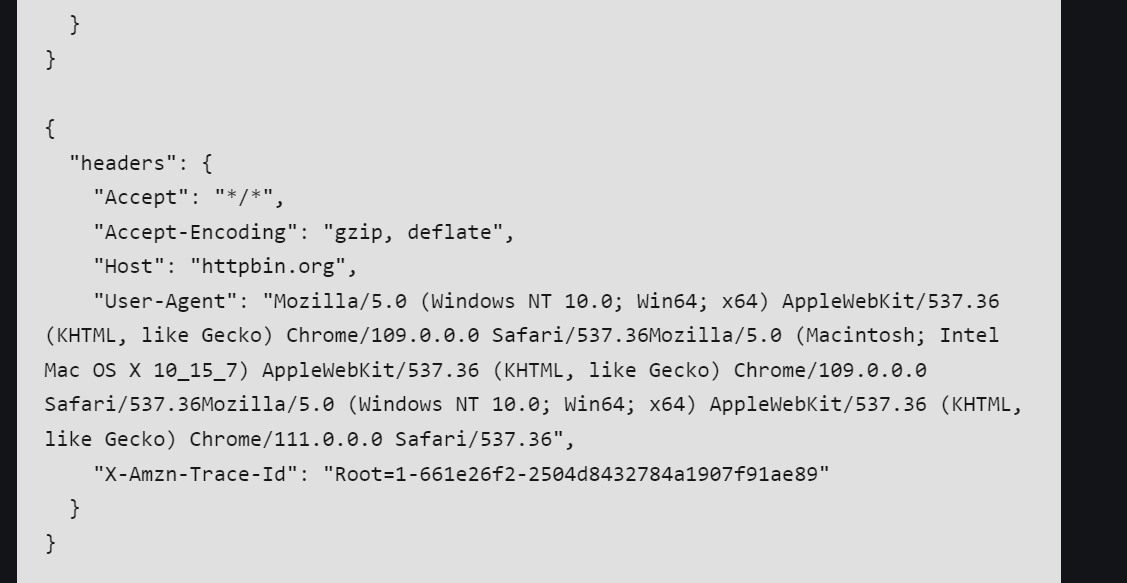 }
}
{
"headers": {
"Accept": "*/*",
"Accept-Encoding": "gzip, deflate",
"Host": "httpbin.org",
"User-Agent": "Mozilla/5.0 (Windows NT 10.0; Win64; x64) AppleWebKit/537.36
(KHTML, like Gecko) Chrome/109.0.0.0 Safari/537.36Mozilla/5.0 (Macintosh; Intel
Mac OS X 10_15_7) AppleWebKit/537.36 (KHTML, like Gecko) Chrome/109.0.0.0
Safari/537.36Mozilla/5.0 (Windows NT 10.0; Win64; x64) AppleWebKit/537.36 (KHTML,
like Gecko) Chrome/111.0.0.0 Safari/537.36",
"X-Amzn-Trace-Id": "Root=1-661e26f2-2504d8432784a1907f91ae89"
}
}